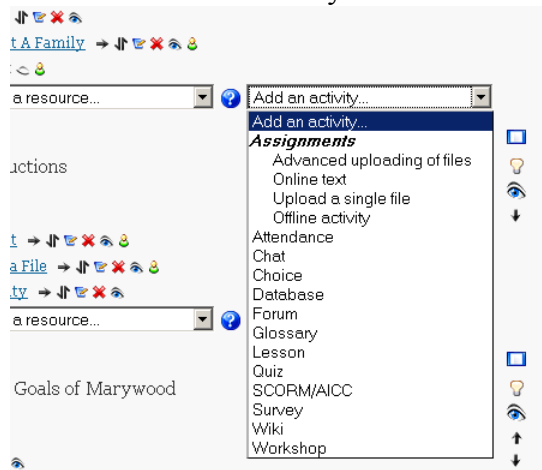 t A Family
a resource...
Add an activity...
Add an activity...
Assignments
Advanced uploading of files
Online text
Upload a single file
Offline activity
Attendance
Chat
Choice
Database
Forum
Glossary
Lesson
Quiz
SCORM/AICC
Survey
Wiki
Workshop
uctions
t
a File
ty
a resource...
Goals of Marywood